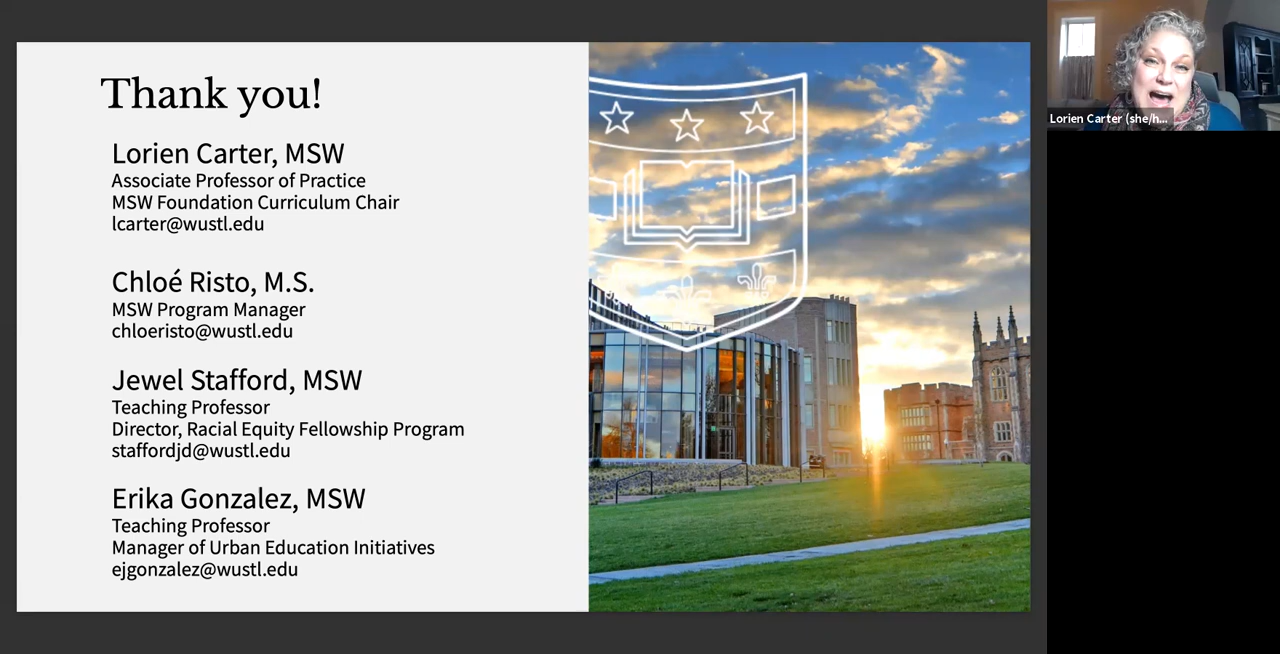 Thank you!
Lorien Carter, MSW
Associate Professor of Practice
MSW Foundation Curriculum Chair
lcarter@wustl.edu
Chloé Risto, M.S.
MSW Program Manager
chloeristo@wustl.edu
Jewel Stafford, MSW
Teaching Professor
Director, Racial Equity Fellowship Program
staffordjd@wustl.edu
Erika Gonzalez, MSW
Teaching Professor
Manager of Urban Education Initiatives
ejgonzalez@wustl.edu
Lorien Carter (she/h...